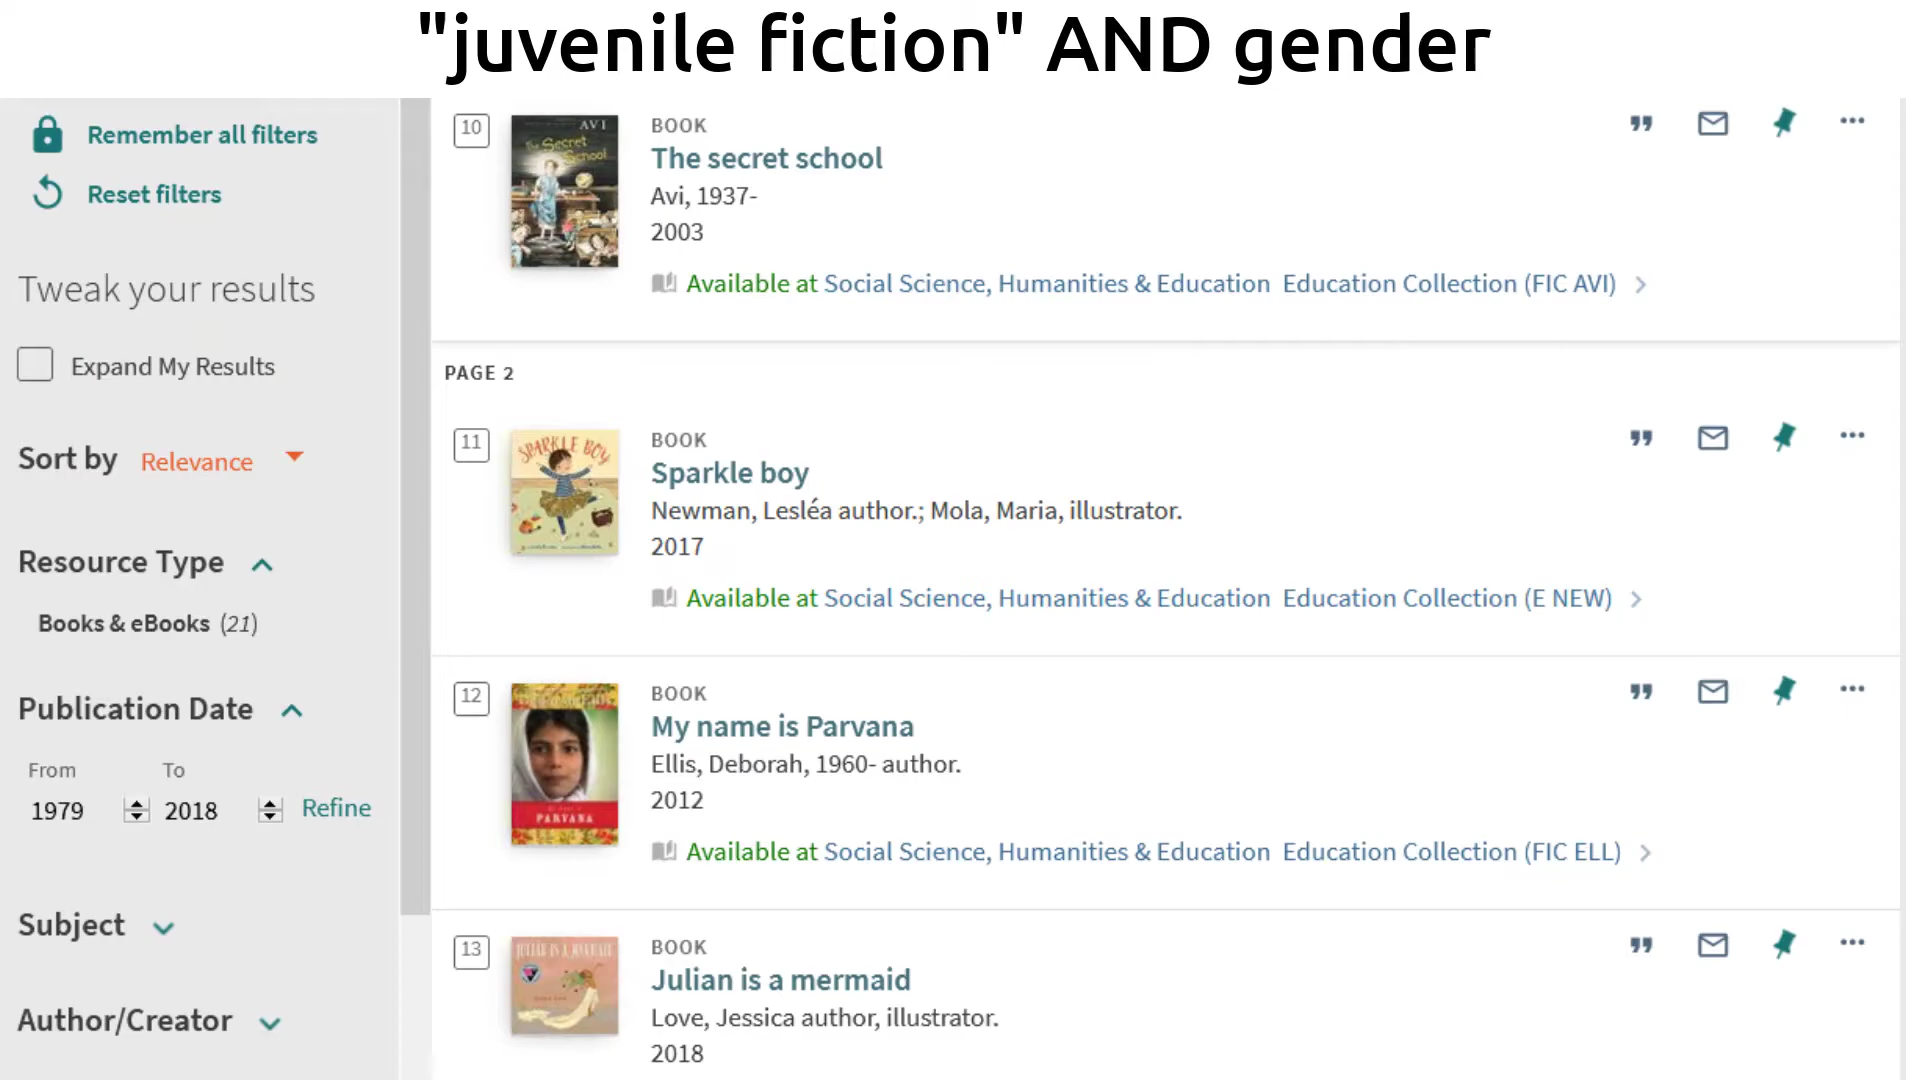 "juvenile fiction" AND gender
Remember all filters
Reset filters
Tweak your results
Expand My Results
Sort by Relevance
Resource Type
Books & eBooks (21)
Publication Date
From To
1979 2018 Refine
Subject
Author/Creator
10
AVI
The Secret School
BOOK
The secret school
Avi, 1937-
2003
Available at Social Science, Humanities & Education Education Collection (FIC AVI)
PAGE 2
11
SPARKLE BOY
BOOK
Sparkle boy
Newman, Lesléa author.; Mola, Maria, illustrator.
2017
Available at Social Science, Humanities & Education Education Collection (E NEW)
12
PARVANA
BOOK
My name is Parvana
Ellis, Deborah, 1960- author.
2012
Available at Social Science, Humanities & Education Education Collection (FIC ELL)
13
JULIÁN IS A MERMAID
BOOK
Julian is a mermaid
Love, Jessica author, illustrator.
2018